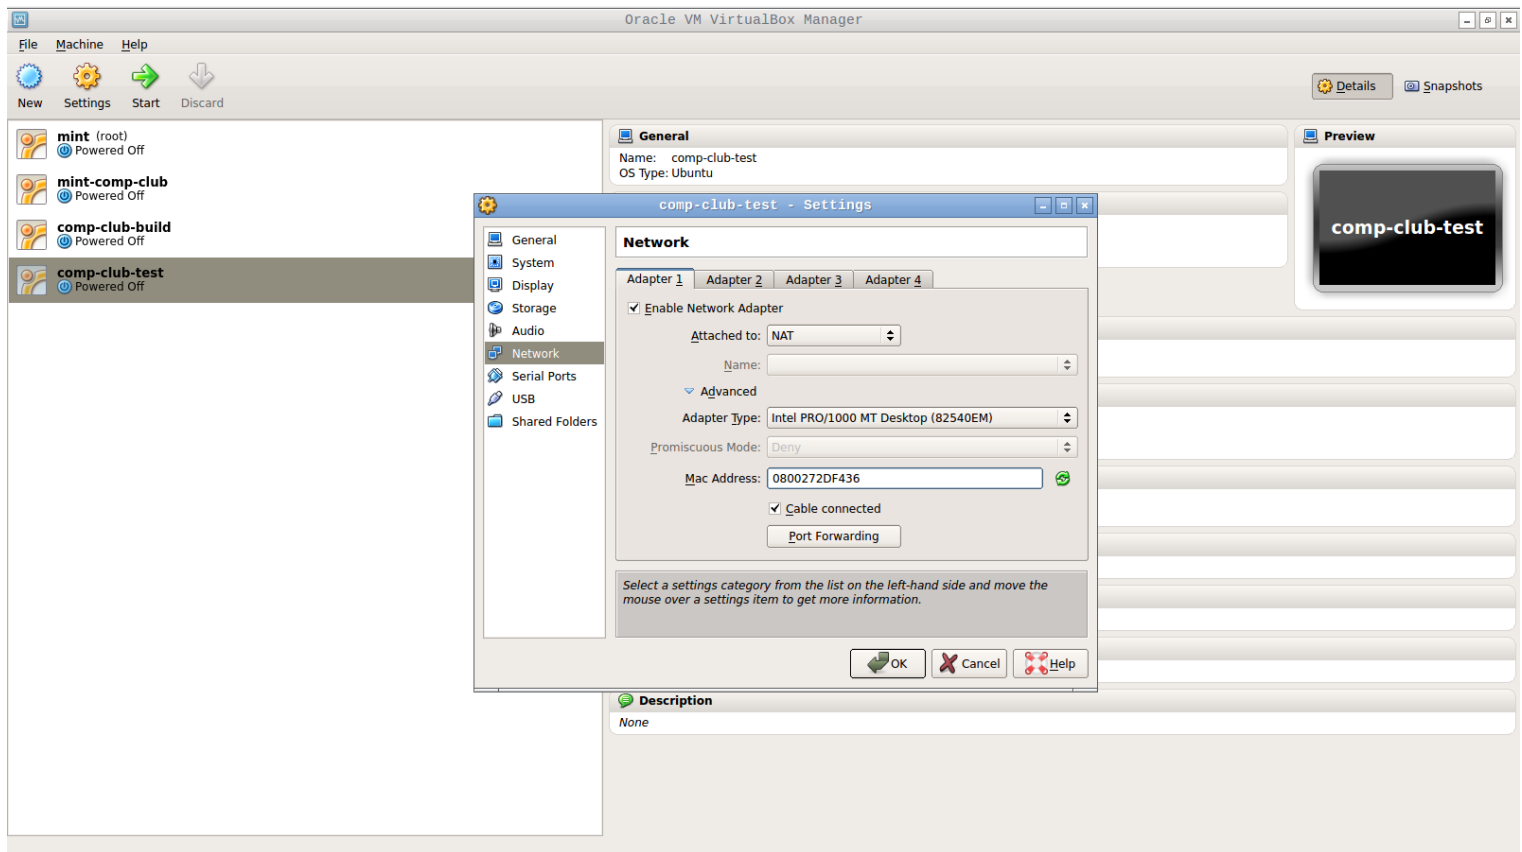 Oracle VM VirtualBox Manager
File Machine Help
New Settings Start Discard
Details Snapshots
mint (root)
Powered Off
mint-comp-club
Powered Off
comp-club-build
Powered Off
comp-club-test
Powered Off
General
Name: comp-club-test
OS Type: Ubuntu
Preview
comp-club-test
comp-club-test - Settings
General
System
Display
Storage
Audio
Network
Serial Ports
USB
Shared Folders
Network
Adapter 1 Adapter 2 Adapter 3 Adapter 4
Enable Network Adapter
Attached to: NAT
Name:
Advanced
Adapter Type: Intel PRO/1000 MT Desktop (82540EM)
Promiscuous Mode: Deny
Mac Address: 0800272DF436
Cable connected
Port Forwarding
Select a settings category from the list on the left-hand side and move the
mouse over a settings item to get more information.
OK Cancel Help
Description
None